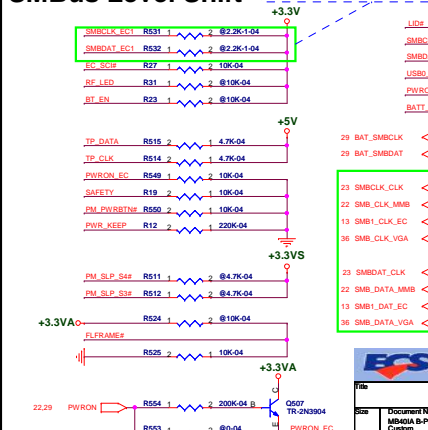 SMBus Level Shift
+3.3V
SMBCLK_EC1 R531 1 2 @2.2K-1-04
SMBDAT_EC1 R532 1 2 @2.2K-1-04
EC_SCI# R27 1 2 10K-04
RF_LED R31 1 2 @10K-04
BT_EN R23 1 2 @10K-04
+5V
TP_DATA R515 2 1 4.7K-04
TP_CLK R514 2 1 4.7K-04
PWRON_EC R549 1 2 10K-04
SAFETY R19 2 1 10K-04
PM_PWRBTN# R550 2 1 10K-04
PWR_KEEP R12 2 1 220K-04
+3.3VS
PM_SLP_S4# R511 1 2 @4.7K-04
PM_SLP_S3# R512 1 2 @4.7K-04
+3.3VA R524 1 2 @10K-04
FLFRAME#
R525 1 2 10K-04
+3.3VA
C
22,29 PWRON R554 1 2 200K-04 B Q507
TR-2N3904
E
PWRON_EC
R553 1 2 @0-04
LID#
SMBC
SMBD
USB0
PWRO
BATT
29 BAT_SMBCLK
29 BAT_SMBDAT
23 SMBCLK_CLK
22 SMB_CLK_MMB
13 SMB1_CLK_EC
36 SMB_CLK_VGA
23 SMBDAT_CLK
22 SMB_DATA_MMB
13 SMB1_DAT_EC
36 SMB_DATA_VGA
ECS
Title
Size Document N
Custom MB40IA B-P